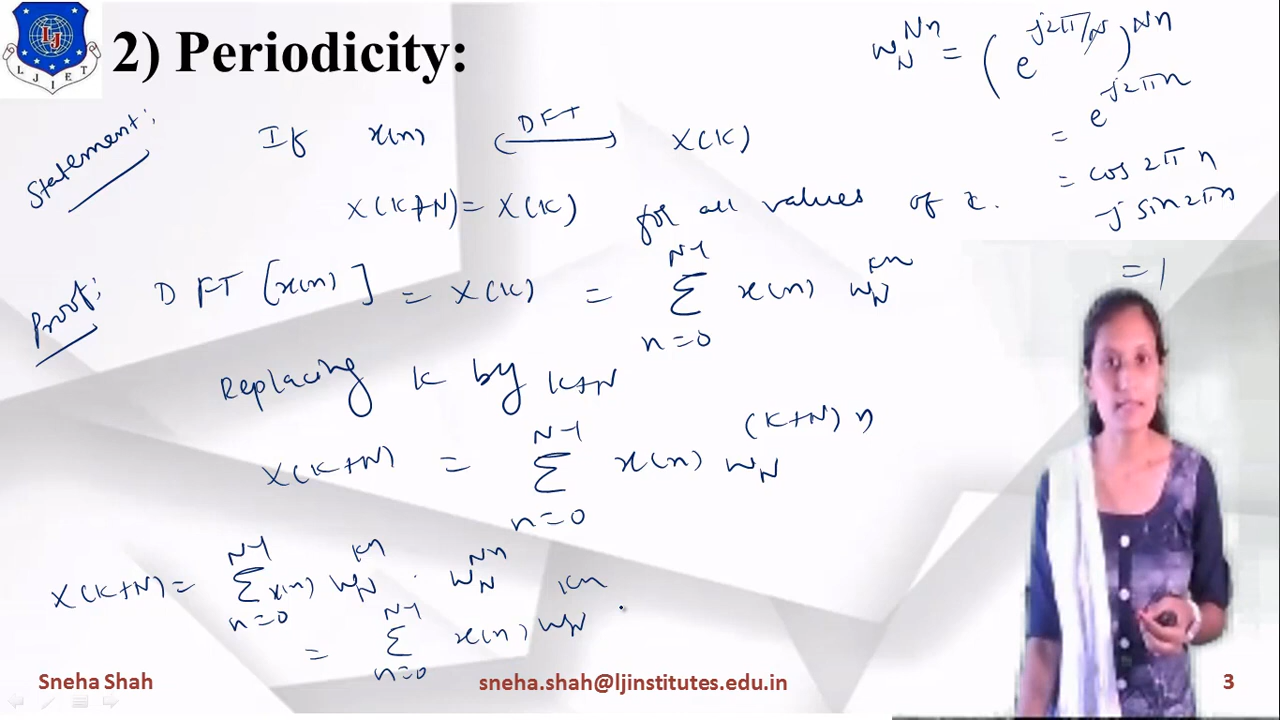 LJ
LJIET
2) Periodicity:
W_N^{Nn} = (e^{j2π/N})^{Nn}
= e^{j2πn}
= cos 2πn
j sin 2πn
= 1
Statement:
If x(n) DFT X(K)
X(K+N) = X(K) for all values of x.
Proof: DFT [x(n)] = X(K) = Σ_{n=0}^{N-1} x(n) W_N^{Kn}
Replacing K by K+N
X(K+N) = Σ_{n=0}^{N-1} x(n) W_N^{(K+N)n}
X(K+N) = Σ_{n=0}^{N-1} x(n) W_N^{Kn} · W_N^{Nn}
= Σ_{n=0}^{N-1} x(n) W_N^{Kn}.
Sneha Shah sneha.shah@ljinstitutes.edu.in 3